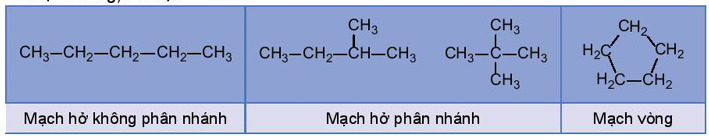 CH₃
CH₃—CH₂—CH₂—CH₂—CH₃
CH₃—CH₂—CH—CH₃
CH₃
CH₃—C—CH₃
CH₃
CH₂
H₂C CH₂
H₂C—CH₂
Mạch hở không phân nhánh
Mạch hở phân nhánh
Mạch vòng